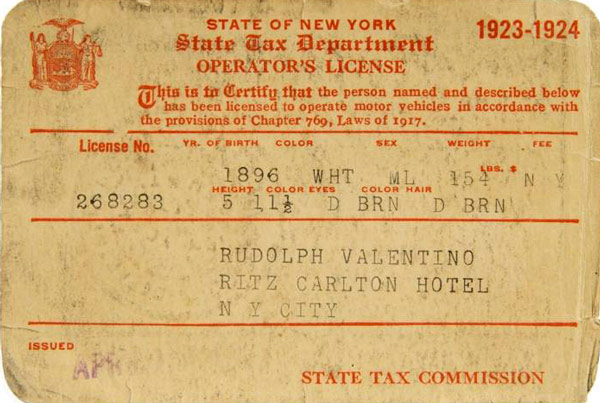 STATE OF NEW YORK
State Tax Department
OPERATOR'S LICENSE
1923-1924
This is to Certify that the person named and described below
has been licensed to operate motor vehicles in accordance with
the provisions of Chapter 769, Laws of 1917.
License No. YR. OF BIRTH COLOR SEX WEIGHT FEE
1896 WHT ML 154 LBS. $ N Y
HEIGHT COLOR EYES COLOR HAIR
268283 5 11½ D BRN D BRN
RUDOLPH VALENTINO
RITZ CARLTON HOTEL
N Y CITY
ISSUED
APR
STATE TAX COMMISSION